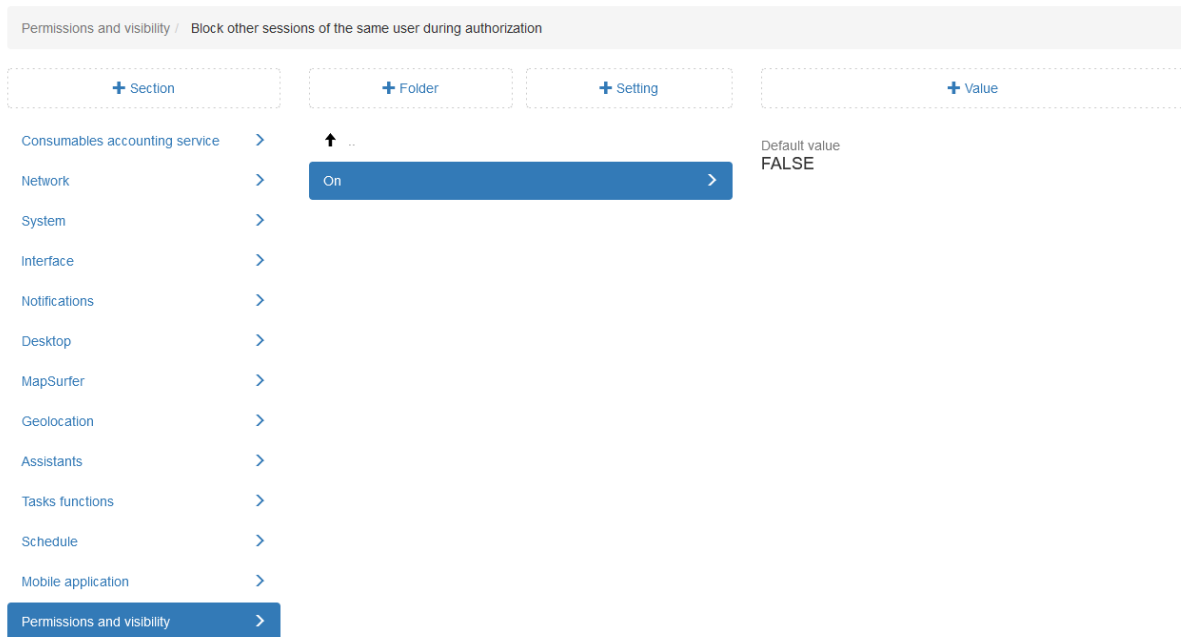 Permissions and visibility / Block other sessions of the same user during authorization
+ Section
+ Folder
+ Setting
+ Value
Consumables accounting service
Network
System
Interface
Notifications
Desktop
MapSurfer
Geolocation
Assistants
Tasks functions
Schedule
Mobile application
Permissions and visibility
..
On
Default value
FALSE